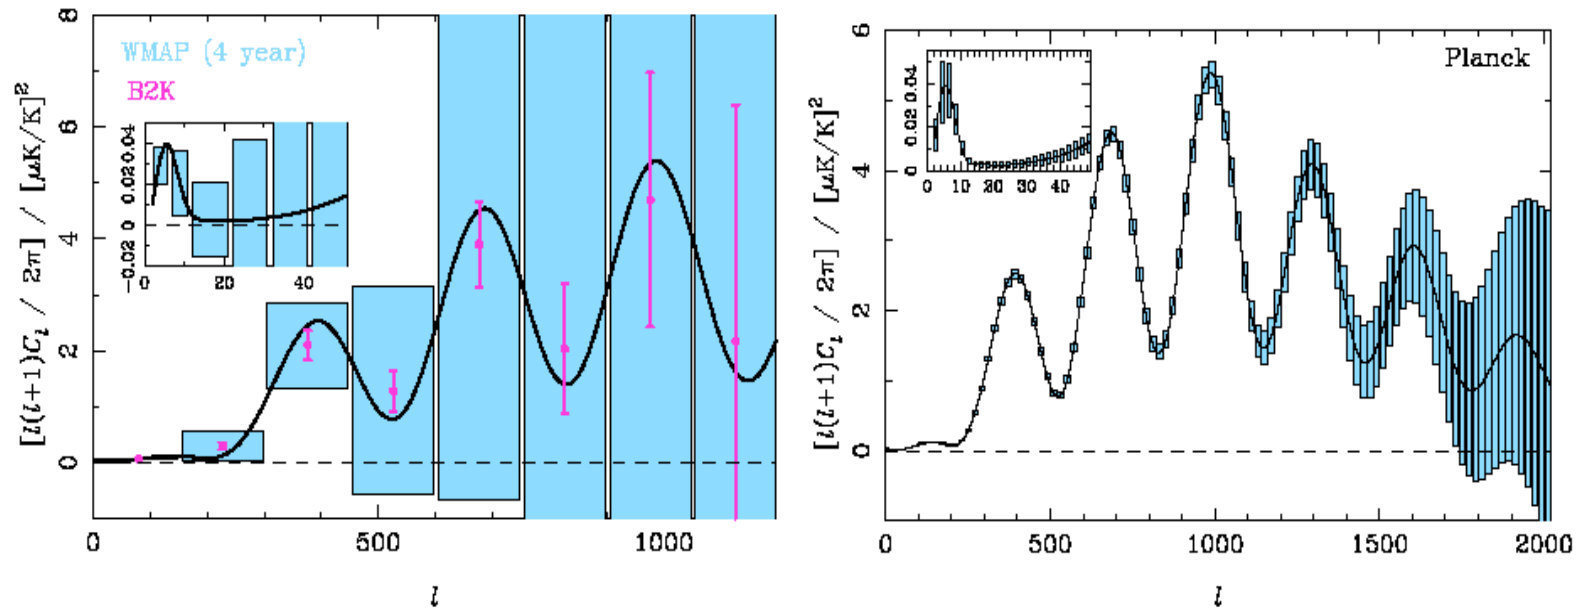 WMAP (4 year)
B2K
[l(l+1)C_l / 2π] / [μK/K]²
8
6
4
2
0
0 500 1000
l
0.04
0.02
0
-0.02
0 20 40
Planck
[l(l+1)C_l / 2π] / [μK/K]²
6
4
2
0
0 500 1000 1500 2000
l
0.04
0.02
0
0 10 20 30 40